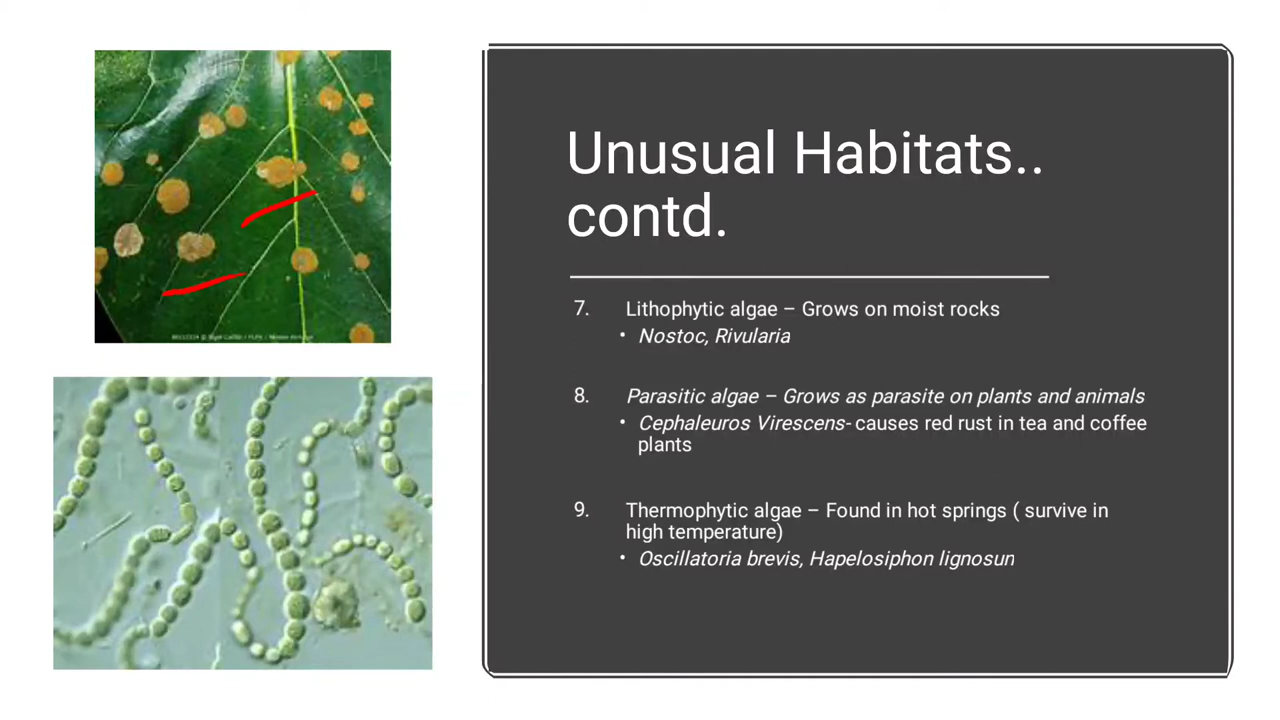 Unusual Habitats..
contd.
7. Lithophytic algae – Grows on moist rocks
• Nostoc, Rivularia
8. Parasitic algae – Grows as parasite on plants and animals
• Cephaleuros Virescens- causes red rust in tea and coffee
plants
9. Thermophytic algae – Found in hot springs ( survive in
high temperature)
• Oscillatoria brevis, Hapelosiphon lignosun